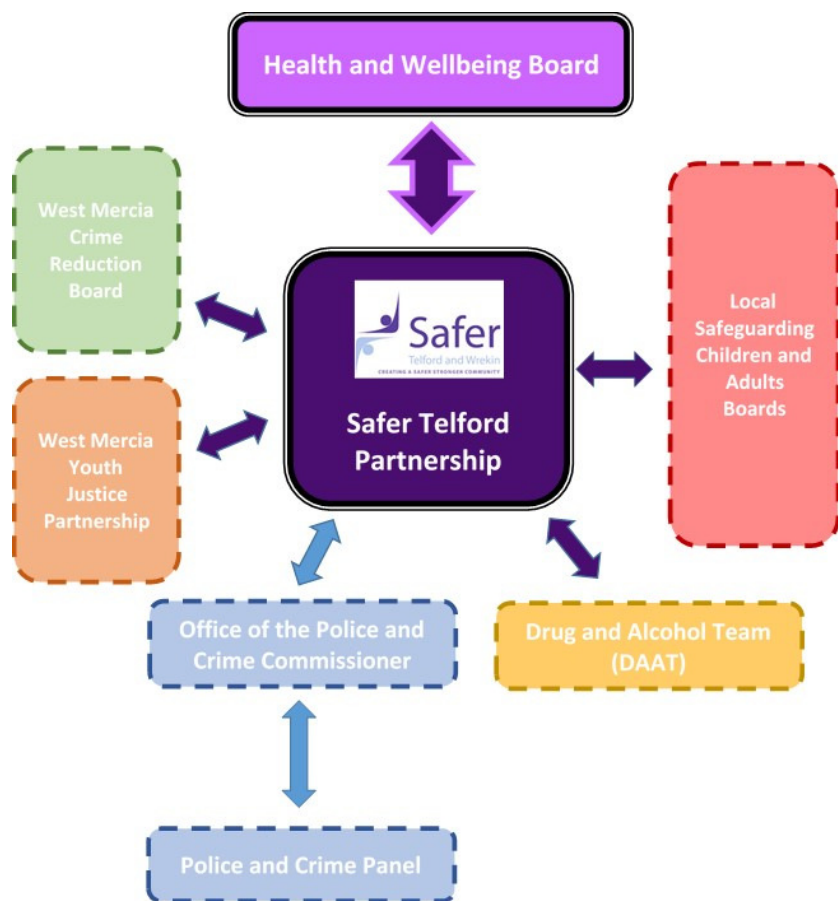 Health and Wellbeing Board
West Mercia
Crime
Reduction
Board
Safer
Telford and Wrekin
CREATING A SAFER STRONGER COMMUNITY
Safer Telford
Partnership
Local
Safeguarding
Children and
Adults
Boards
West Mercia
Youth
Justice
Partnership
Office of the Police and
Crime Commissioner
Drug and Alcohol Team
(DAAT)
Police and Crime Panel